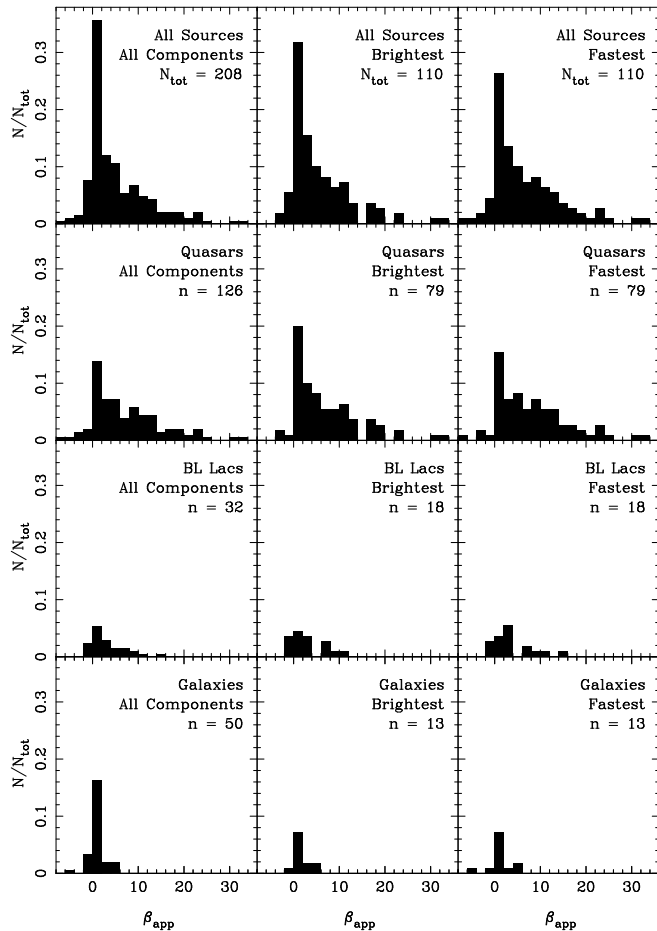 All Sources
All Components
N_tot = 208
All Sources
Brightest
N_tot = 110
All Sources
Fastest
N_tot = 110
N/N_tot
0.3
0.2
0.1
0
Quasars
All Components
n = 126
Quasars
Brightest
n = 79
Quasars
Fastest
n = 79
N/N_tot
0.3
0.2
0.1
0
BL Lacs
All Components
n = 32
BL Lacs
Brightest
n = 18
BL Lacs
Fastest
n = 18
N/N_tot
0.3
0.2
0.1
0
Galaxies
All Components
n = 50
Galaxies
Brightest
n = 13
Galaxies
Fastest
n = 13
N/N_tot
0.3
0.2
0.1
0
0 10 20 30
0 10 20 30
0 10 20 30
β_app
β_app
β_app